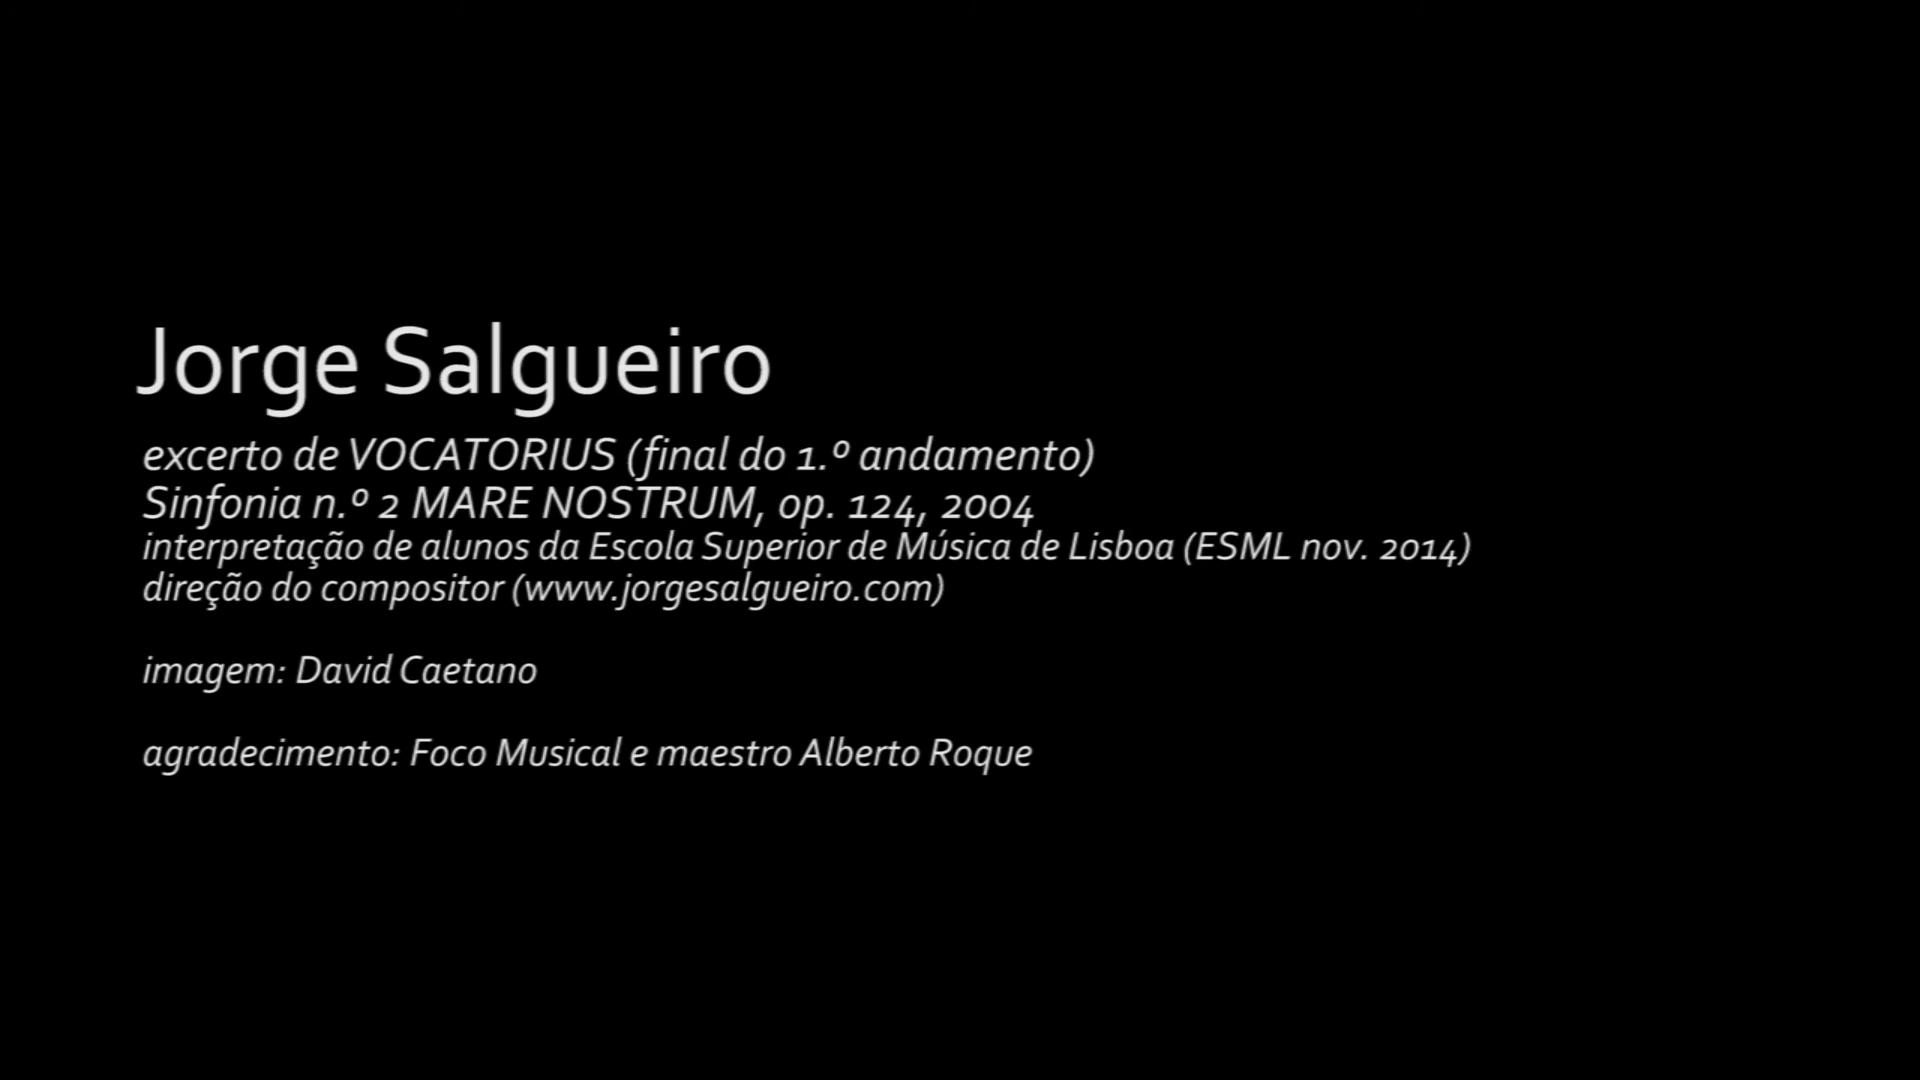 Jorge Salgueiro
excerto de VOCATORIUS (final do 1.º andamento)
Sinfonia n.º 2 MARE NOSTRUM, op. 124, 2004
interpretação de alunos da Escola Superior de Música de Lisboa (ESML nov. 2014)
direção do compositor (www.jorgesalgueiro.com)
imagem: David Caetano
agradecimento: Foco Musical e maestro Alberto Roque